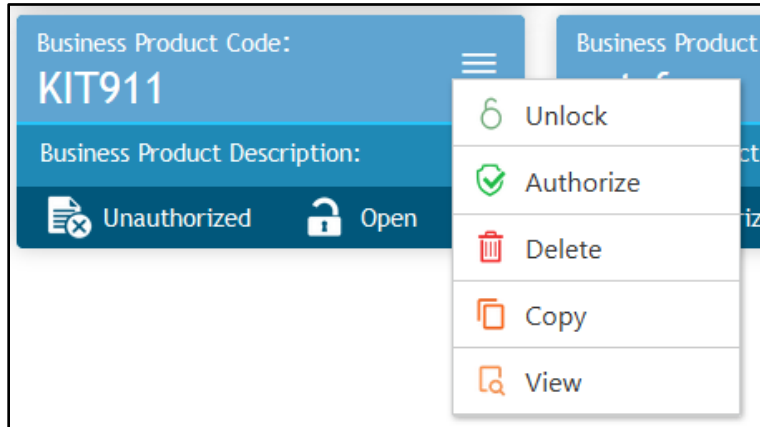 Business Product Code:
KIT911
Business Product Description:
Unauthorized
Open
Business Product
Unlock
Authorize
Delete
Copy
View